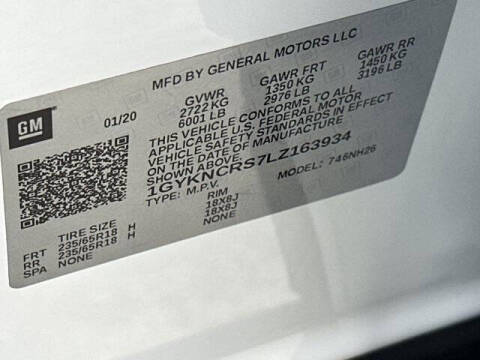 MFD BY GENERAL MOTORS LLC
GM
01/20
GVWR
2722 KG
6001 LB
GAWR FRT
1350 KG
2976 LB
GAWR RR
1450 KG
3196 LB
THIS VEHICLE CONFORMS TO ALL
APPLICABLE U.S. FEDERAL MOTOR
VEHICLE SAFETY STANDARDS IN EFFECT
ON THE DATE OF MANUFACTURE
SHOWN ABOVE.
1GYKNCRS7LZ163934
TYPE: M.P.V.
MODEL: 746NH26
TIRE SIZE
RIM
FRT 235/65R18 H 18X8J
RR 235/65R18 H 18X8J
SPA NONE NONE